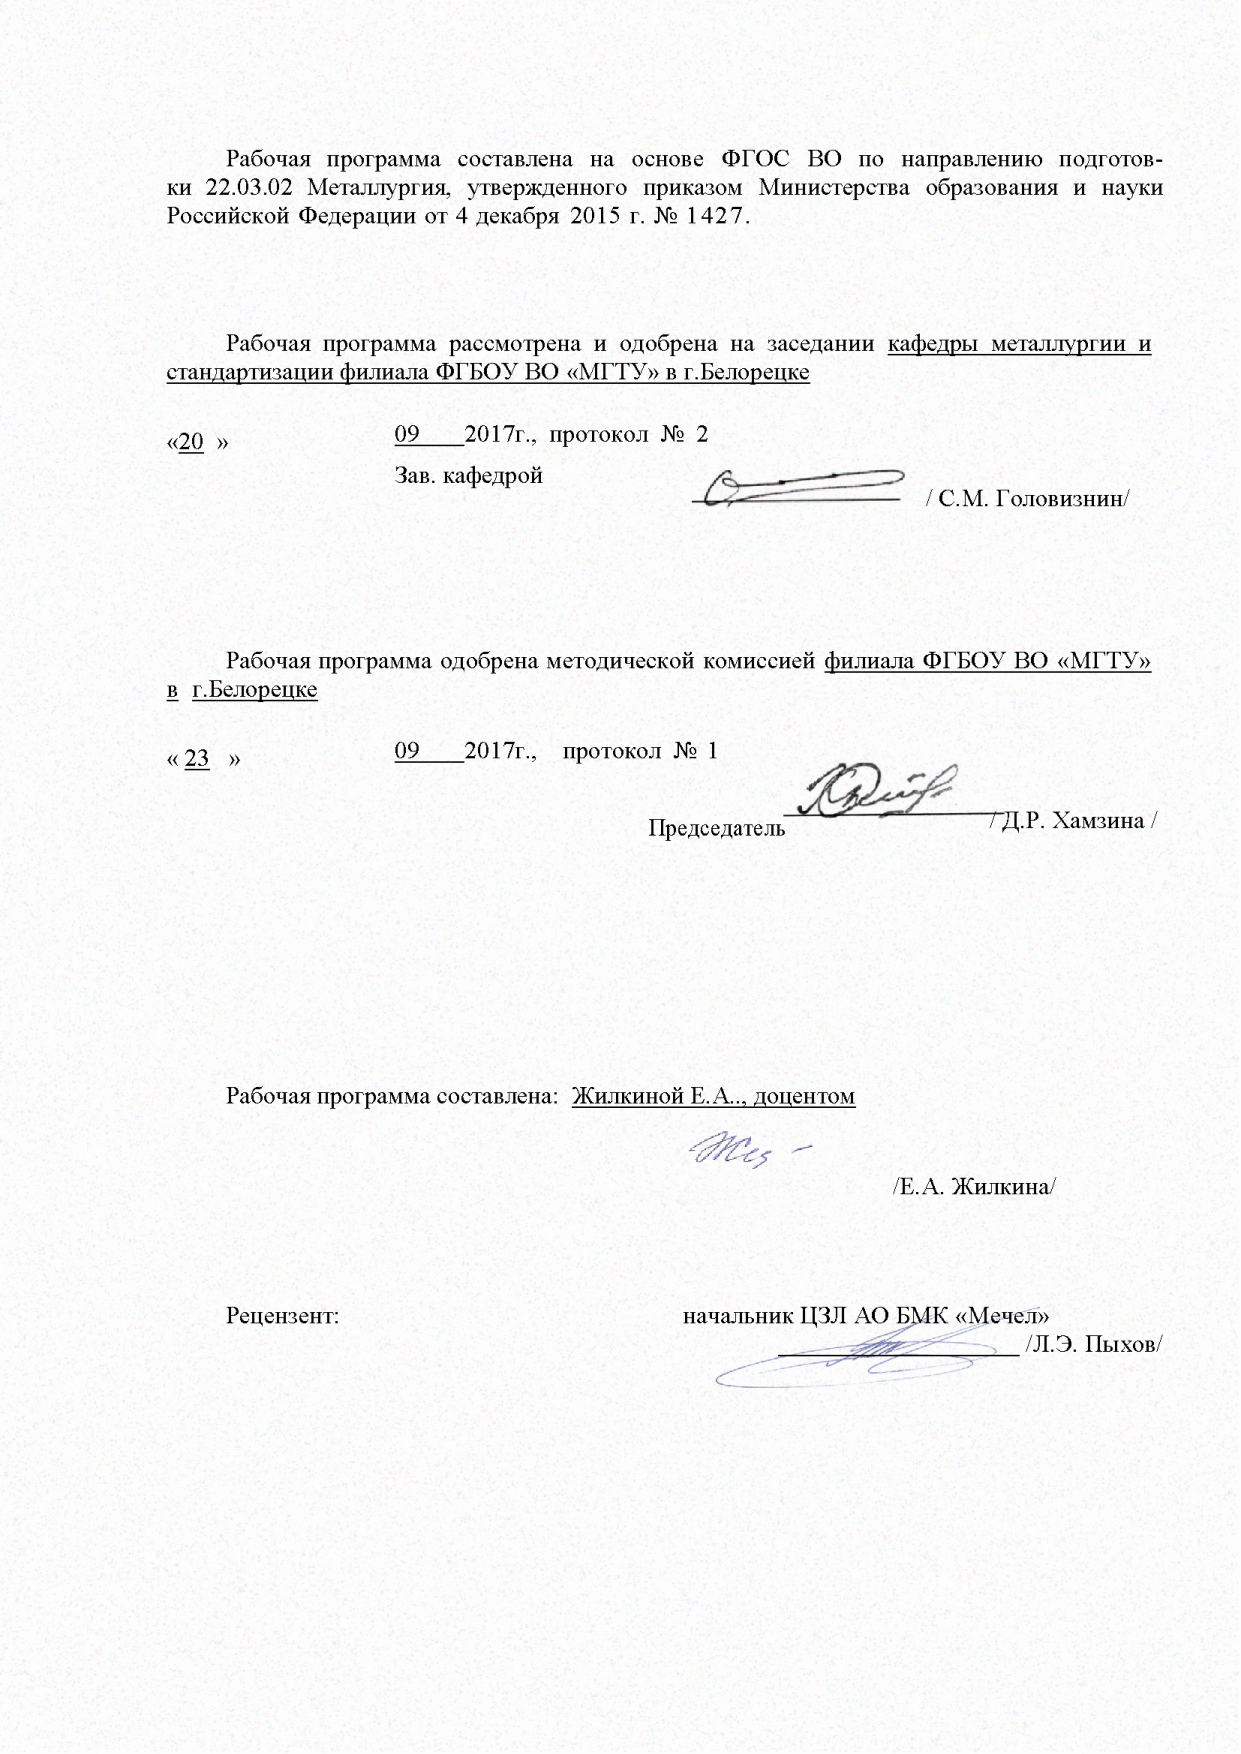 Рабочая программа составлена на основе ФГОС ВО по направлению подготов-
ки 22.03.02 Металлургия, утвержденного приказом Министерства образования и науки
Российской Федерации от 4 декабря 2015 г. № 1427.
Рабочая программа рассмотрена и одобрена на заседании кафедры металлургии и
стандартизации филиала ФГБОУ ВО «МГТУ» в г.Белорецке
«20 » 09 2017г., протокол № 2
Зав. кафедрой / С.М. Головизнин/
Рабочая программа одобрена методической комиссией филиала ФГБОУ ВО «МГТУ»
в г.Белорецке
« 23 » 09 2017г., протокол № 1
Председатель / Д.Р. Хамзина /
Рабочая программа составлена: Жилкиной Е.А.., доцентом
/Е.А. Жилкина/
Рецензент: начальник ЦЗЛ АО БМК «Мечел»
/Л.Э. Пыхов/